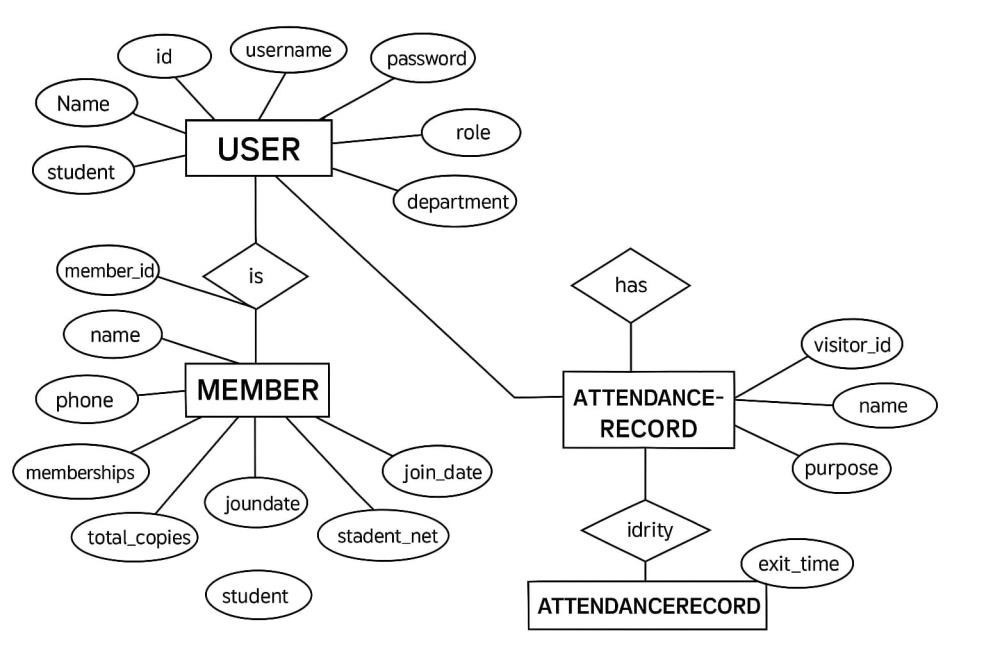 id
username
password
Name
role
USER
student
department
member_id
is
has
name
visitor_id
phone
MEMBER
ATTENDANCE-
RECORD
name
memberships
join_date
purpose
joundate
total_copies
stadent_net
idrity
exit_time
student
ATTENDANCERECORD